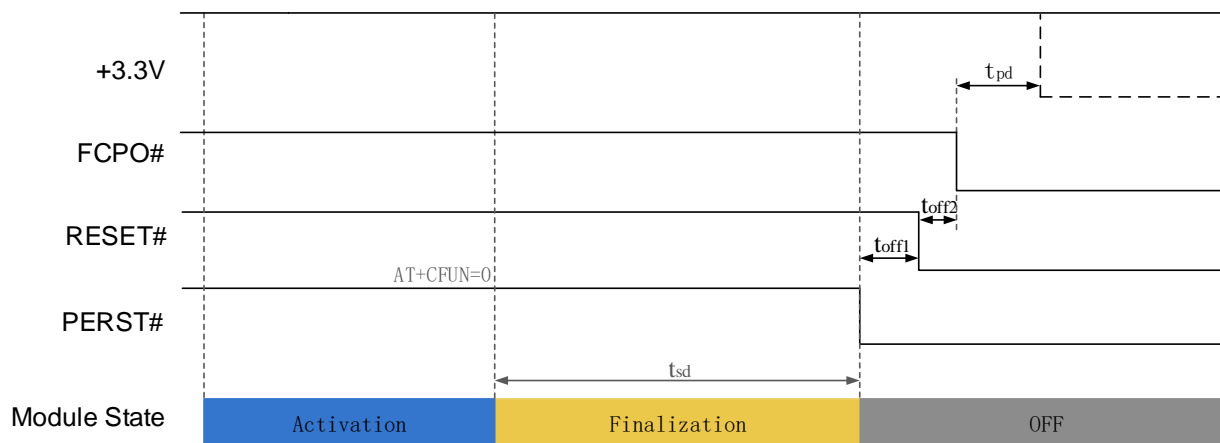 +3.3V
tpd
FCPO#
toff2
RESET#
toff1
AT+CFUN=0
PERST#
tsd
Module State
Activation
Finalization
OFF